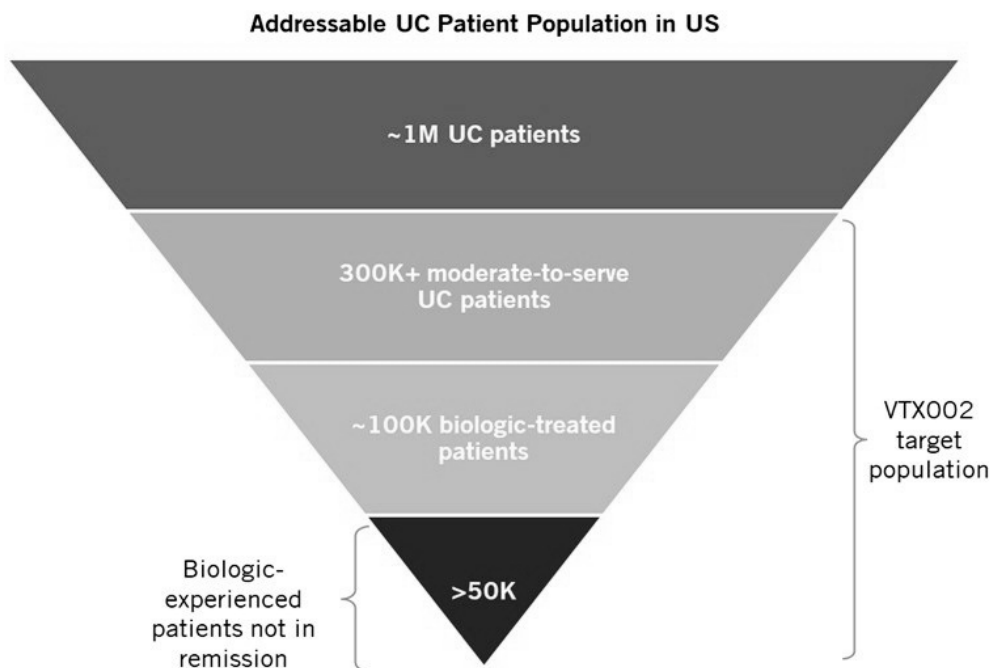 Addressable UC Patient Population in US
~1M UC patients
300K+ moderate-to-serve
UC patients
~100K biologic-treated
patients
VTX002
target
population
>50K
Biologic-
experienced
patients not in
remission